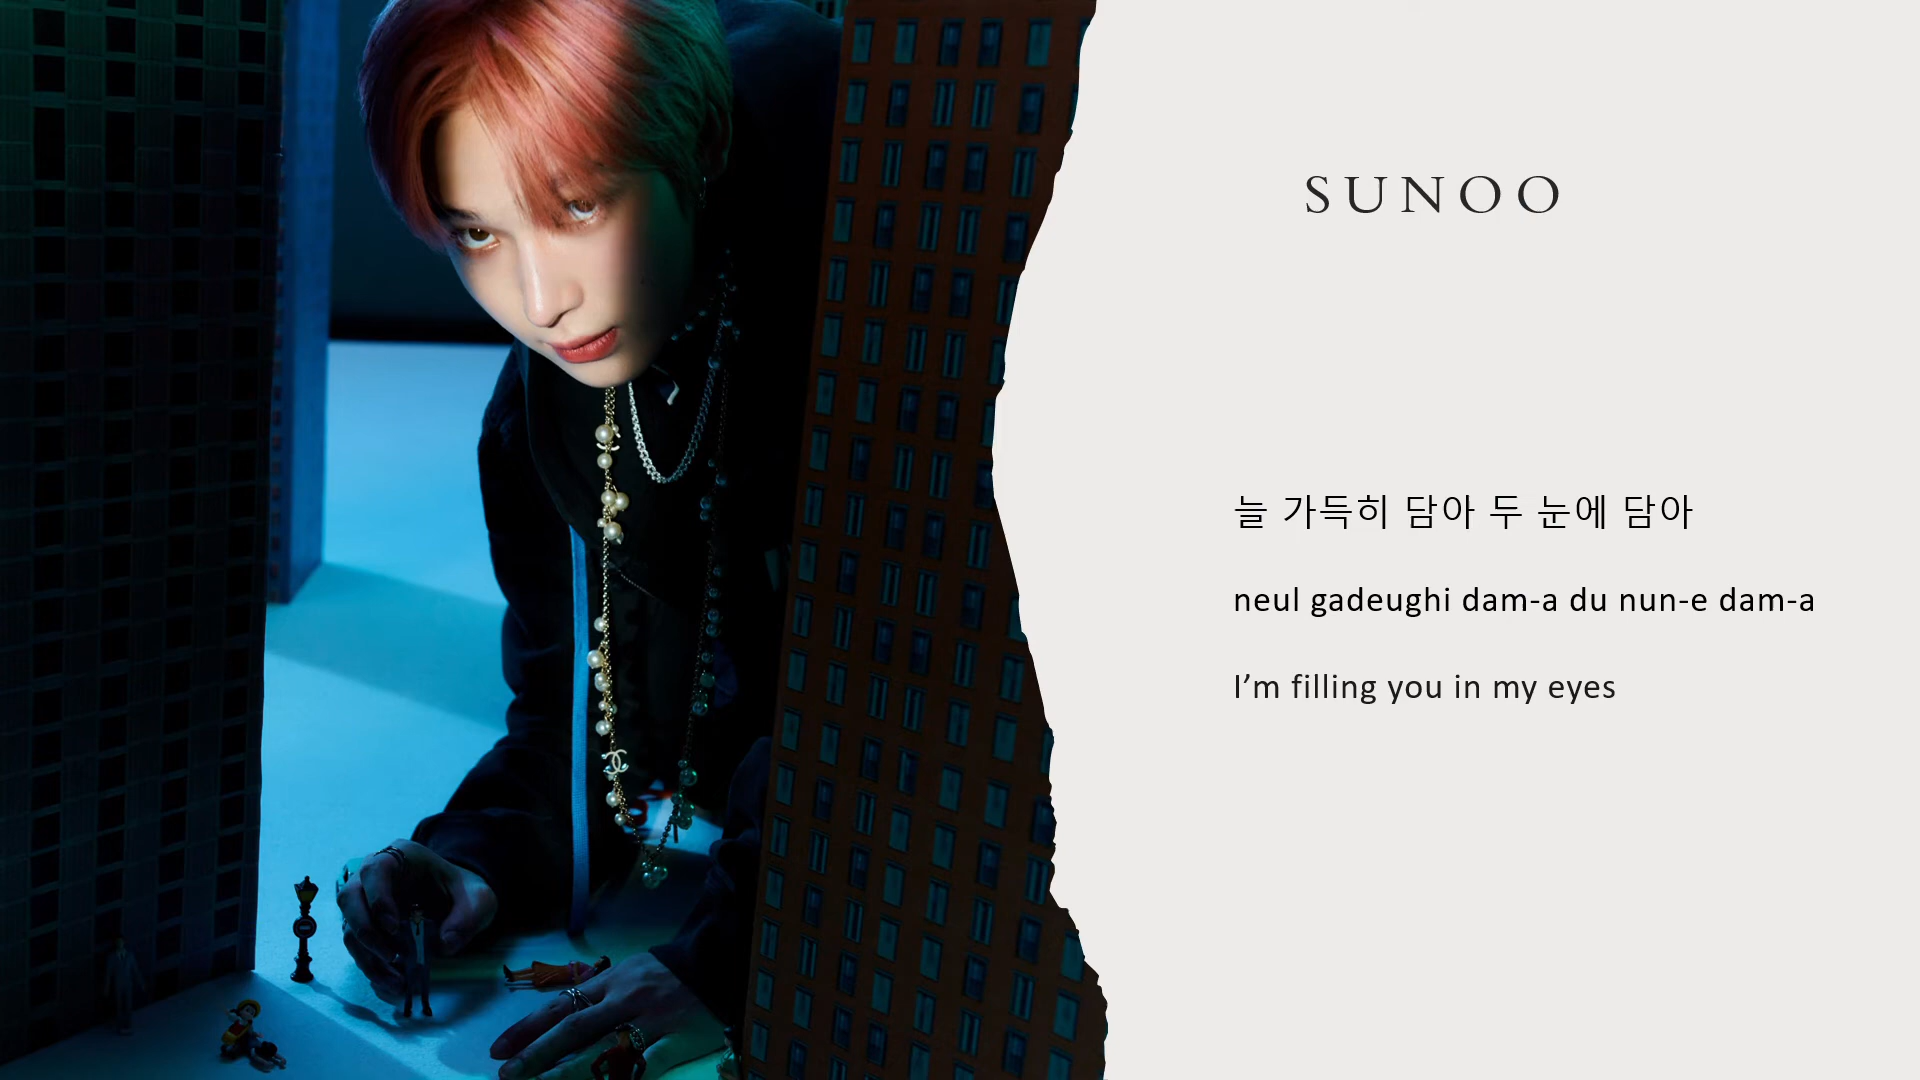 SUNOO
늘 가득히 담아 두 눈에 담아
neul gadeughi dam-a du nun-e dam-a
I’m filling you in my eyes